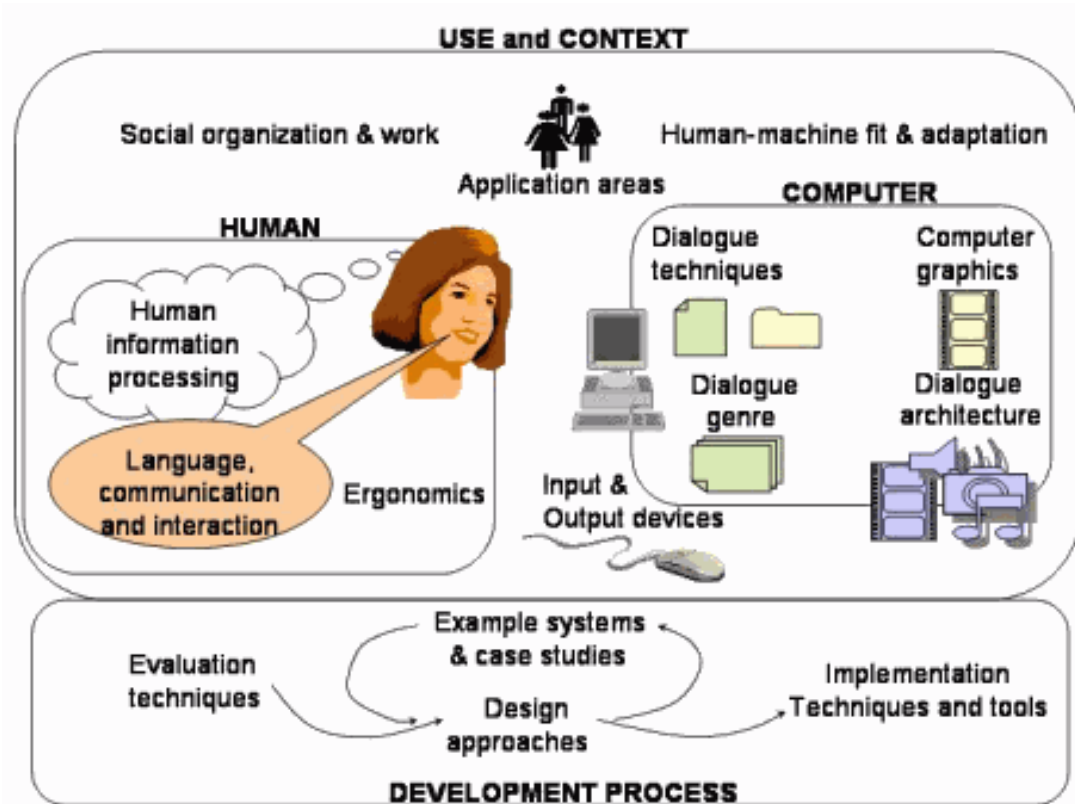 USE and CONTEXT
Social organization & work
Human-machine fit & adaptation
Application areas
HUMAN
COMPUTER
Human
information
processing
Language,
communication
and interaction
Ergonomics
Dialogue
techniques
Computer
graphics
Dialogue
genre
Dialogue
architecture
Input &
Output devices
Example systems
& case studies
Evaluation
techniques
Design
approaches
Implementation
Techniques and tools
DEVELOPMENT PROCESS